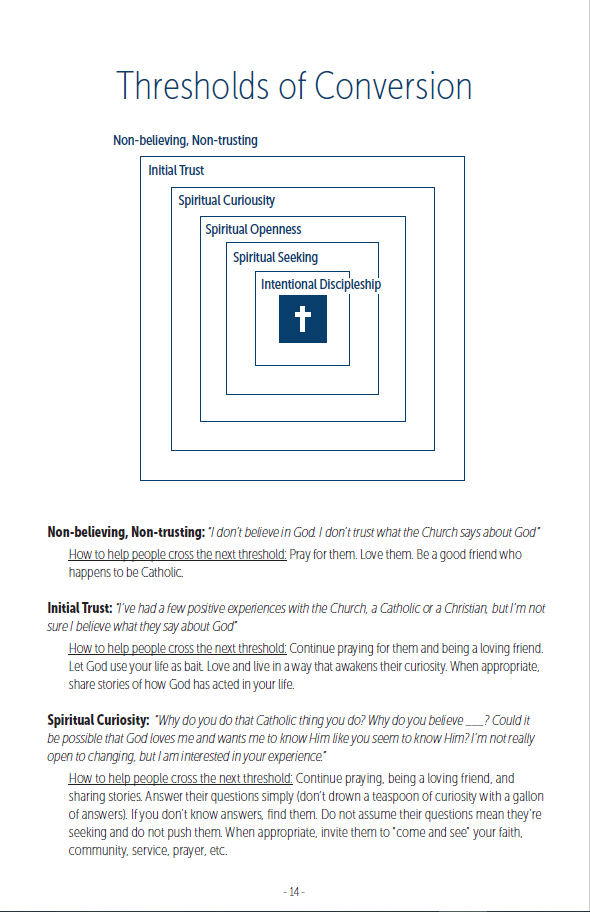 Thresholds of Conversion
Non-believing, Non-trusting
Initial Trust
Spiritual Curiousity
Spiritual Openness
Spiritual Seeking
Intentional Discipleship
Non-believing, Non-trusting: "I don't believe in God. I don't trust what the Church says about God"
How to help people cross the next threshold: Pray for them. Love them. Be a good friend who
happens to be Catholic.
Initial Trust: "I've had a few positive experiences with the Church, a Catholic or a Christian, but I'm not
sure I believe what they say about God"
How to help people cross the next threshold: Continue praying for them and being a loving friend.
Let God use your life as bait. Love and live in a way that awakens their curiosity. When appropriate,
share stories of how God has acted in your life.
Spiritual Curiosity: "Why do you do that Catholic thing you do? Why do you believe ___? Could it
be possible that God loves me and wants me to know Him like you seem to know Him? I'm not really
open to changing, but I am interested in your experience."
How to help people cross the next threshold: Continue praying, being a loving friend, and
sharing stories. Answer their questions simply (don't drown a teaspoon of curiosity with a gallon
of answers). If you don't know answers, find them. Do not assume their questions mean they're
seeking and do not push them. When appropriate, invite them to "come and see" your faith,
community, service, prayer, etc.
- 14 -